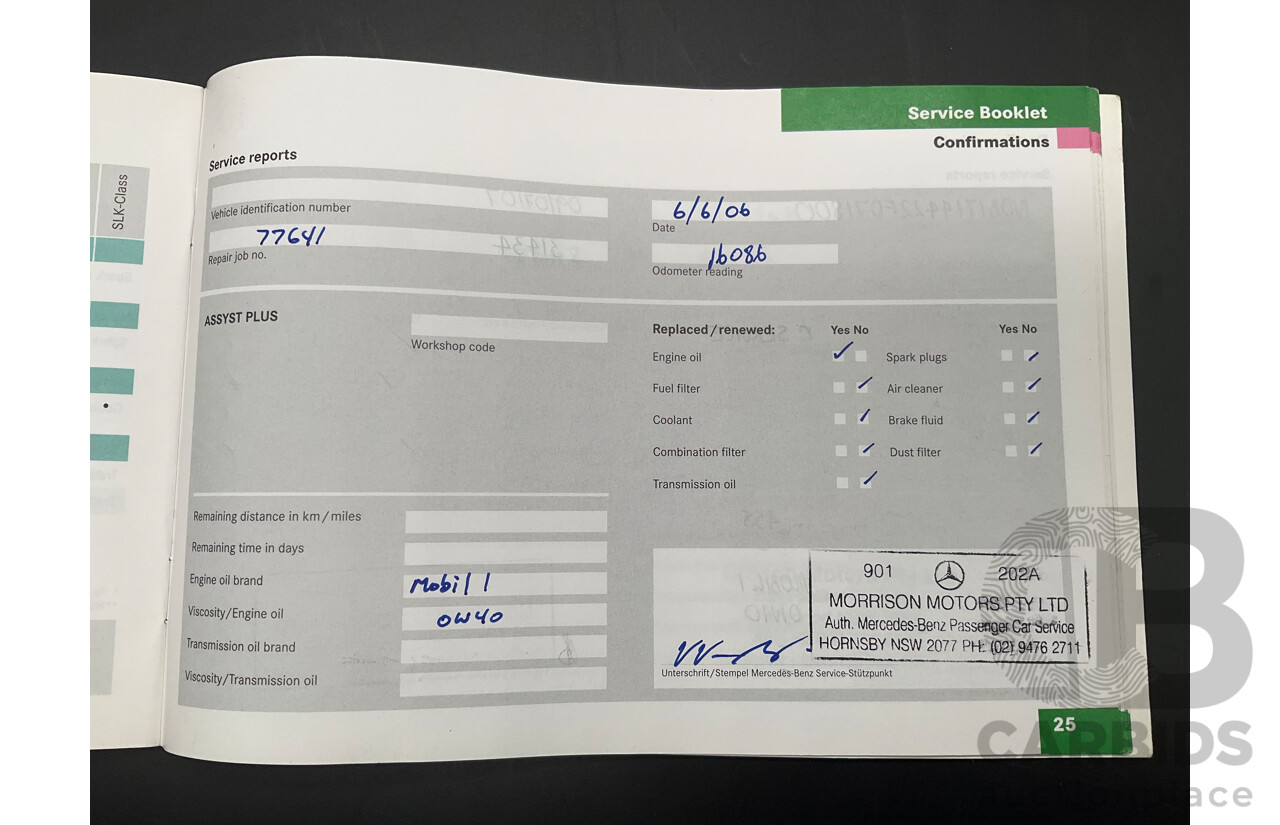 Service Booklet
Confirmations
SLK-Class
Service reports
Vehicle identification number
6/6/06
Date
77641
Repair job no.
16086
Odometer reading
ASSYST PLUS
Workshop code
Replaced/renewed: Yes No Yes No
Engine oil ✓ Spark plugs ✓
Fuel filter ✓ Air cleaner ✓
Coolant ✓ Brake fluid ✓
Combination filter ✓ Dust filter ✓
Transmission oil ✓
Remaining distance in km/miles
Remaining time in days
Engine oil brand Mobil 1
Viscosity/Engine oil 0W40
Transmission oil brand
Viscosity/Transmission oil
901 202A
MORRISON MOTORS PTY LTD
Auth. Mercedes-Benz Passenger Car Service
HORNSBY NSW 2077 PH: (02) 9476 2711
Unterschrift/Stempel Mercedes-Benz Service-Stützpunkt
25
CARBIDS